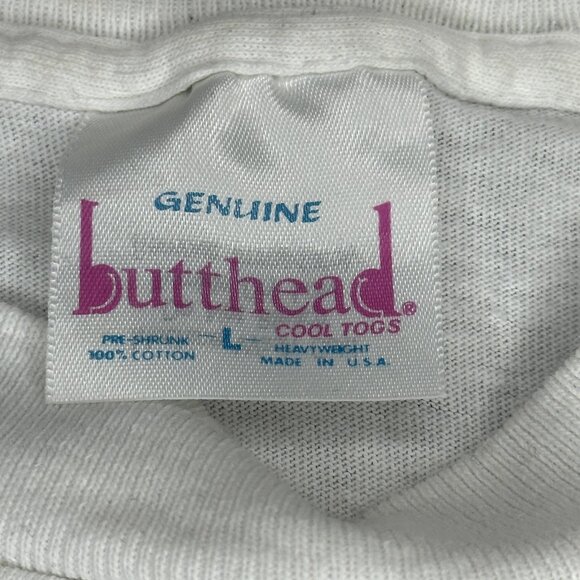 GENUINE
butthead®
COOL TOGS
PRE-SHRUNK
100% COTTON
L
HEAVYWEIGHT
MADE IN U.S.A.